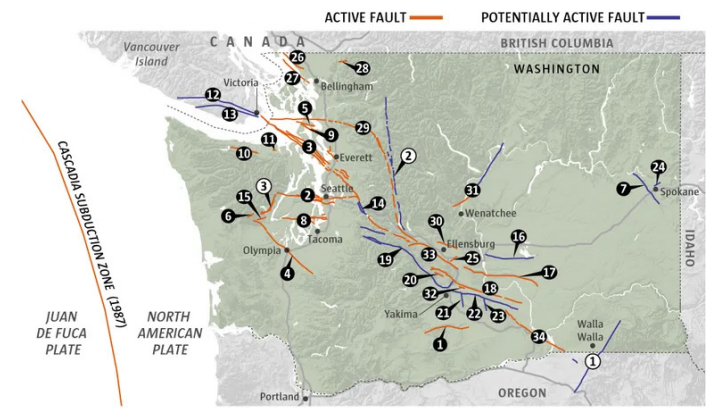 ACTIVE FAULT
POTENTIALLY ACTIVE FAULT
CANADA
BRITISH COLUMBIA
Vancouver
Island
26
28
WASHINGTON
27
Bellingham
Victoria
12
13
5
9
29
11
3
10
Everett
2
24
7
Spokane
31
Seattle
3
15
2
14
Wenatchee
6
8
Tacoma
30
16
Ellensburg
Olympia
33
25
19
17
4
20
18
32
Yakima
21
22
23
1
34
Walla
Walla
1
CASCADIA SUBDUCTION ZONE (1987)
JUAN
DE FUCA
PLATE
NORTH
AMERICAN
PLATE
IDAHO
Portland
OREGON